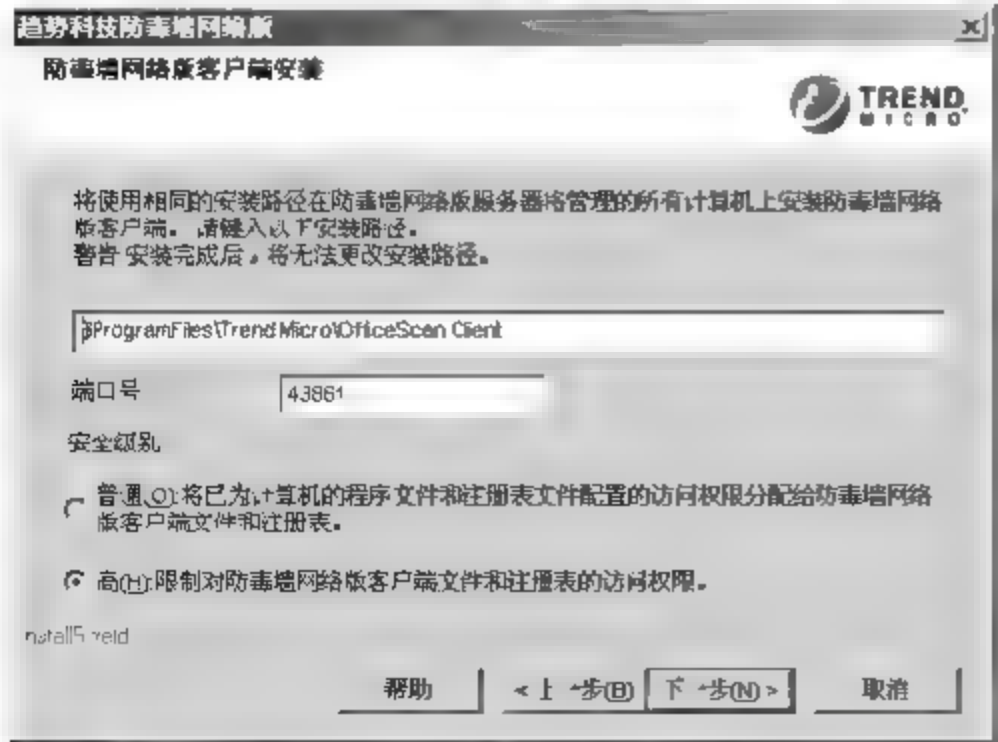 趋势科技防毒墙网络版
防毒墙网络版客户端安装
TREND
MICRO
将使用相同的安装路径在防毒墙网络版服务器将管理的所有计算机上安装防毒墙网络
版客户端。 请键入以下安装路径。
警告 安装完成后，将无法更改安装路径。
$ProgramFiles\Trend Micro\OfficeScan Client
端口号
43861
安全级别
普通(O):将已为计算机的程序文件和注册表文件配置的访问权限分配给防毒墙网络
版客户端文件和注册表。
高(H):限制对防毒墙网络版客户端文件和注册表的访问权限。
InstallShield
帮助
< 上一步(B)
下一步(N) >
取消